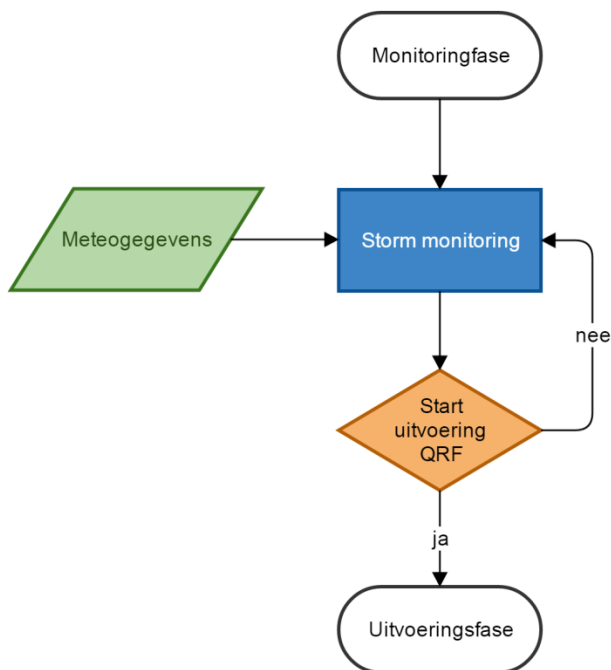 Monitoringfase
Meteogegevens
Storm monitoring
nee
Start
uitvoering
QRF
ja
Uitvoeringsfase